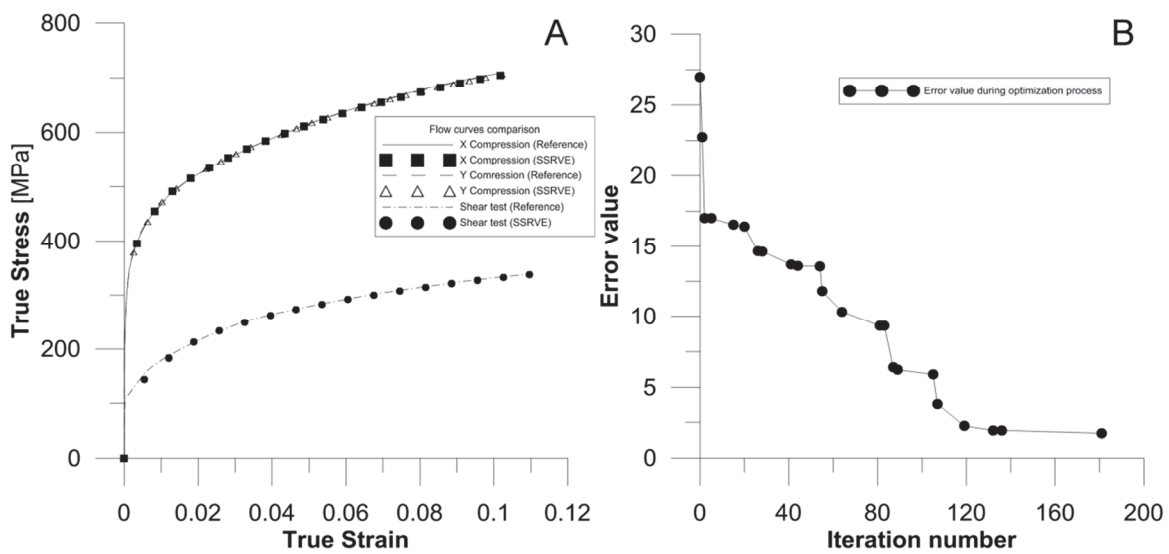 A
800
600
400
200
0
True Stress [MPa]
Flow curves comparison
X Compression (Reference)
X Compression (SSRVE)
Y Comression (Reference)
Y Compression (SSRVE)
Shear test (Reference)
Shear test (SSRVE)
0 0.02 0.04 0.06 0.08 0.1 0.12
True Strain
B
30
25
20
15
10
5
0
Error value
Error value during optimization process
0 40 80 120 160 200
Iteration number